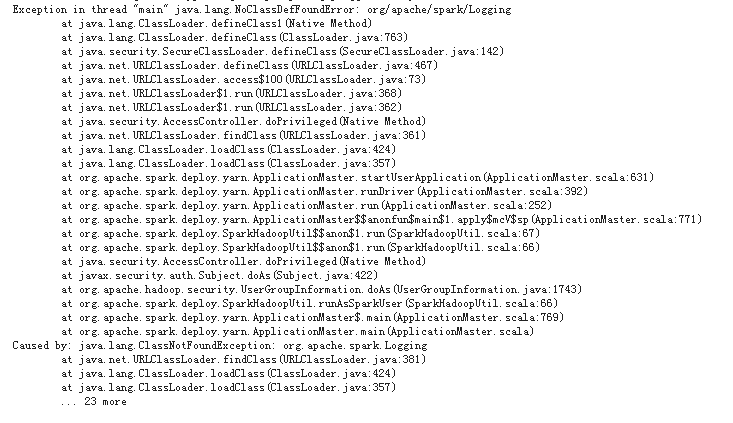 Exception in thread "main" java.lang.NoClassDefFoundError: org/apache/spark/Logging
at java.lang.ClassLoader.defineClass1(Native Method)
at java.lang.ClassLoader.defineClass(ClassLoader.java:763)
at java.security.SecureClassLoader.defineClass(SecureClassLoader.java:142)
at java.net.URLClassLoader.defineClass(URLClassLoader.java:467)
at java.net.URLClassLoader.access$100(URLClassLoader.java:73)
at java.net.URLClassLoader$1.run(URLClassLoader.java:368)
at java.net.URLClassLoader$1.run(URLClassLoader.java:362)
at java.security.AccessController.doPrivileged(Native Method)
at java.net.URLClassLoader.findClass(URLClassLoader.java:361)
at java.lang.ClassLoader.loadClass(ClassLoader.java:424)
at java.lang.ClassLoader.loadClass(ClassLoader.java:357)
at org.apache.spark.deploy.yarn.ApplicationMaster.startUserApplication(ApplicationMaster.scala:631)
at org.apache.spark.deploy.yarn.ApplicationMaster.runDriver(ApplicationMaster.scala:392)
at org.apache.spark.deploy.yarn.ApplicationMaster.run(ApplicationMaster.scala:252)
at org.apache.spark.deploy.yarn.ApplicationMaster$$anonfun$main$1.apply$mcV$sp(ApplicationMaster.scala:771)
at org.apache.spark.deploy.SparkHadoopUtil$$anon$1.run(SparkHadoopUtil.scala:67)
at org.apache.spark.deploy.SparkHadoopUtil$$anon$1.run(SparkHadoopUtil.scala:66)
at java.security.AccessController.doPrivileged(Native Method)
at javax.security.auth.Subject.doAs(Subject.java:422)
at org.apache.hadoop.security.UserGroupInformation.doAs(UserGroupInformation.java:1743)
at org.apache.spark.deploy.SparkHadoopUtil.runAsSparkUser(SparkHadoopUtil.scala:66)
at org.apache.spark.deploy.yarn.ApplicationMaster$.main(ApplicationMaster.scala:769)
at org.apache.spark.deploy.yarn.ApplicationMaster.main(ApplicationMaster.scala)
Caused by: java.lang.ClassNotFoundException: org.apache.spark.Logging
at java.net.URLClassLoader.findClass(URLClassLoader.java:381)
at java.lang.ClassLoader.loadClass(ClassLoader.java:424)
at java.lang.ClassLoader.loadClass(ClassLoader.java:357)
... 23 more